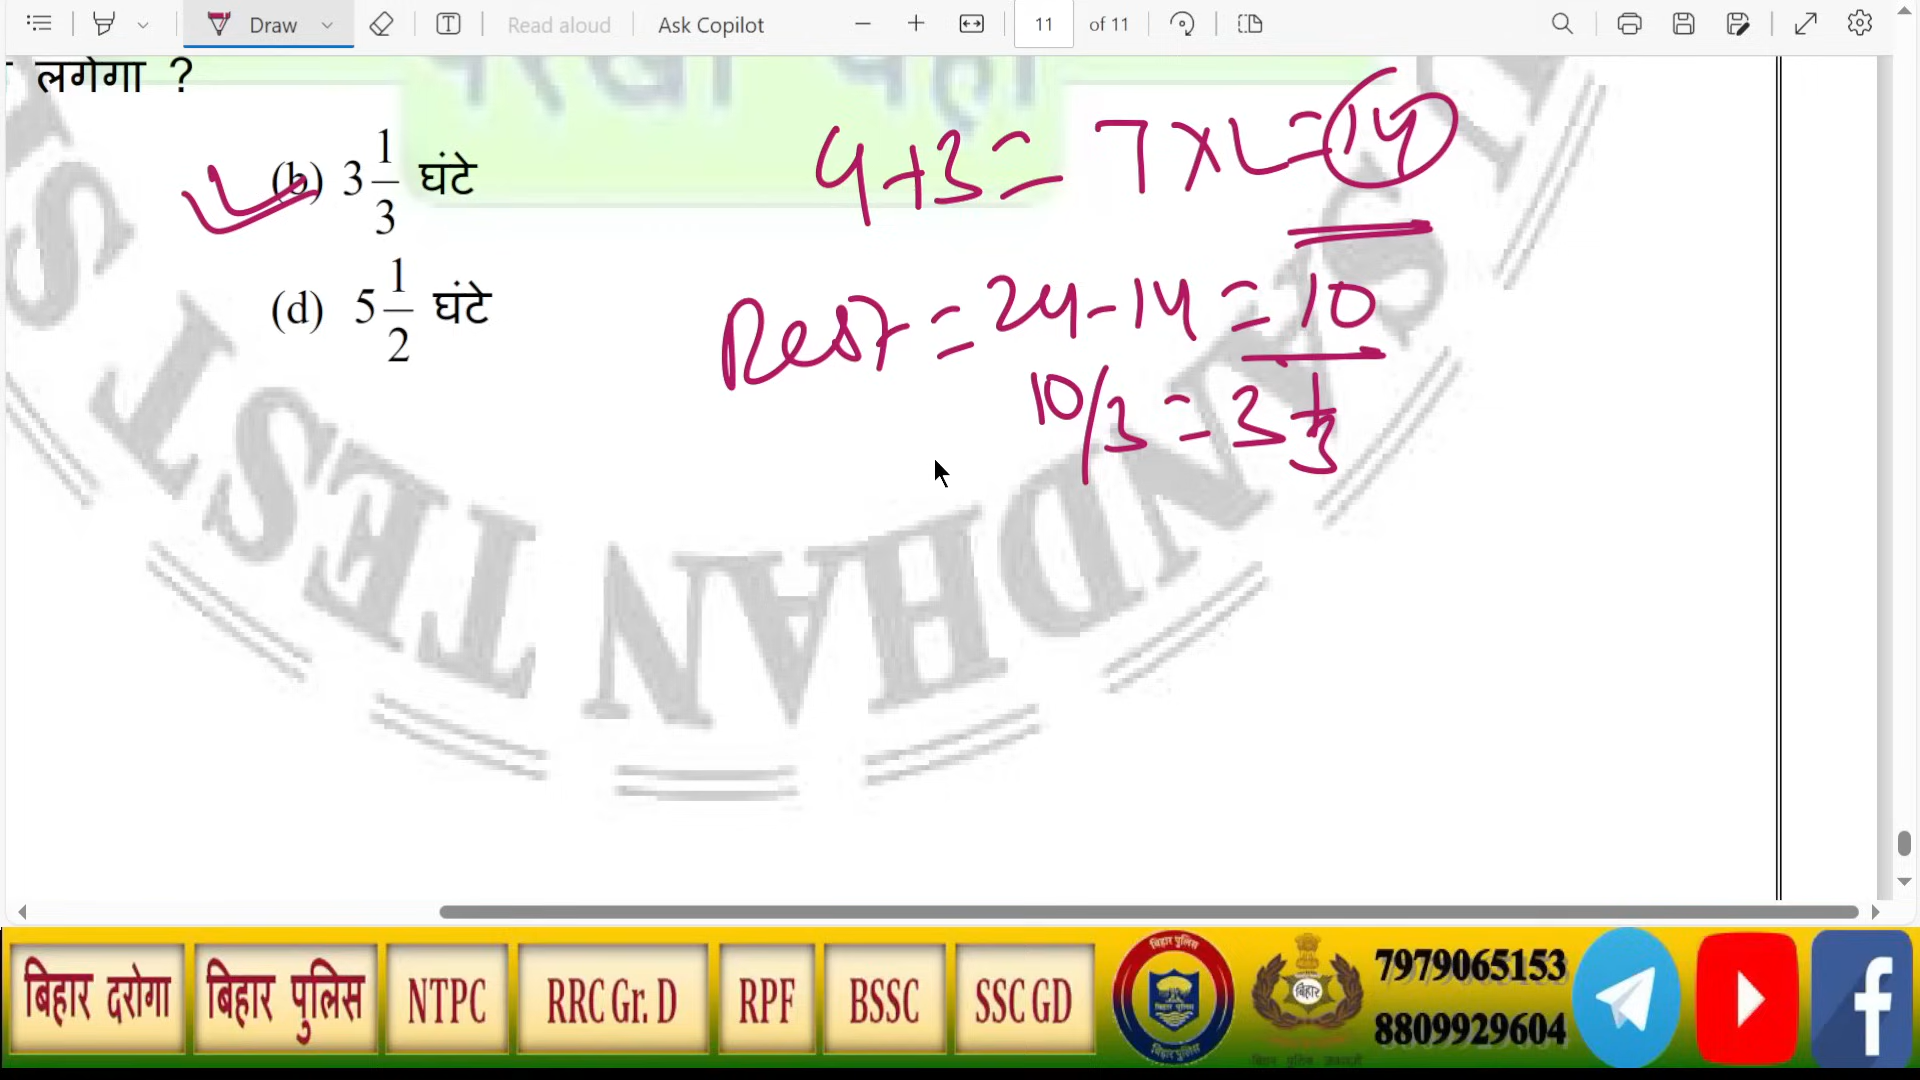 Draw
Read aloud
Ask Copilot
11 of 11
लगेगा ?
(b) 3 1/3 घंटे
(d) 5 1/2 घंटे
4+3= 7×2=14
Rest = 24-14 = 10
10/3 = 3 1/3
TEST NANDHAN
बिहार दरोगा
बिहार पुलिस
NTPC
RRC Gr. D
RPF
BSSC
SSC GD
बिहार पुलिस
बिहार
7979065153
8809929604